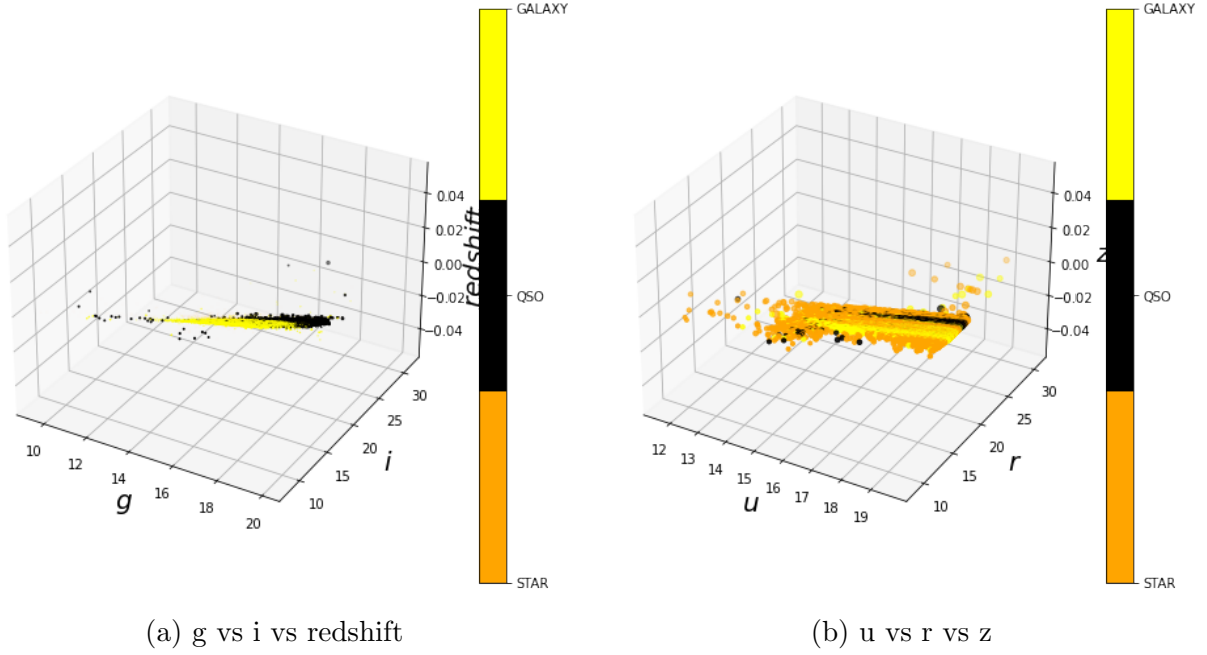 GALAXY
QSO
STAR
0.04
0.02
0.00
−0.02
−0.04
redshift
10
12
14
16
18
20
g
10
15
20
25
30
i
(a) g vs i vs redshift
GALAXY
QSO
STAR
0.04
0.02
0.00
−0.02
−0.04
z
12
13
14
15
16
17
18
19
u
10
15
20
25
30
r
(b) u vs r vs z